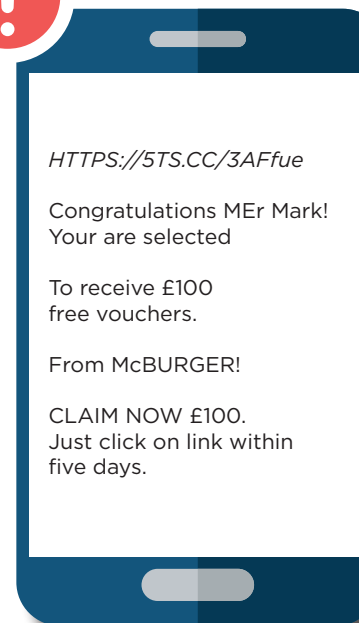 HTTPS://5TS.CC/3AFfue
Congratulations MEr Mark!
Your are selected
To receive £100
free vouchers.
From McBURGER!
CLAIM NOW £100.
Just click on link within
five days.